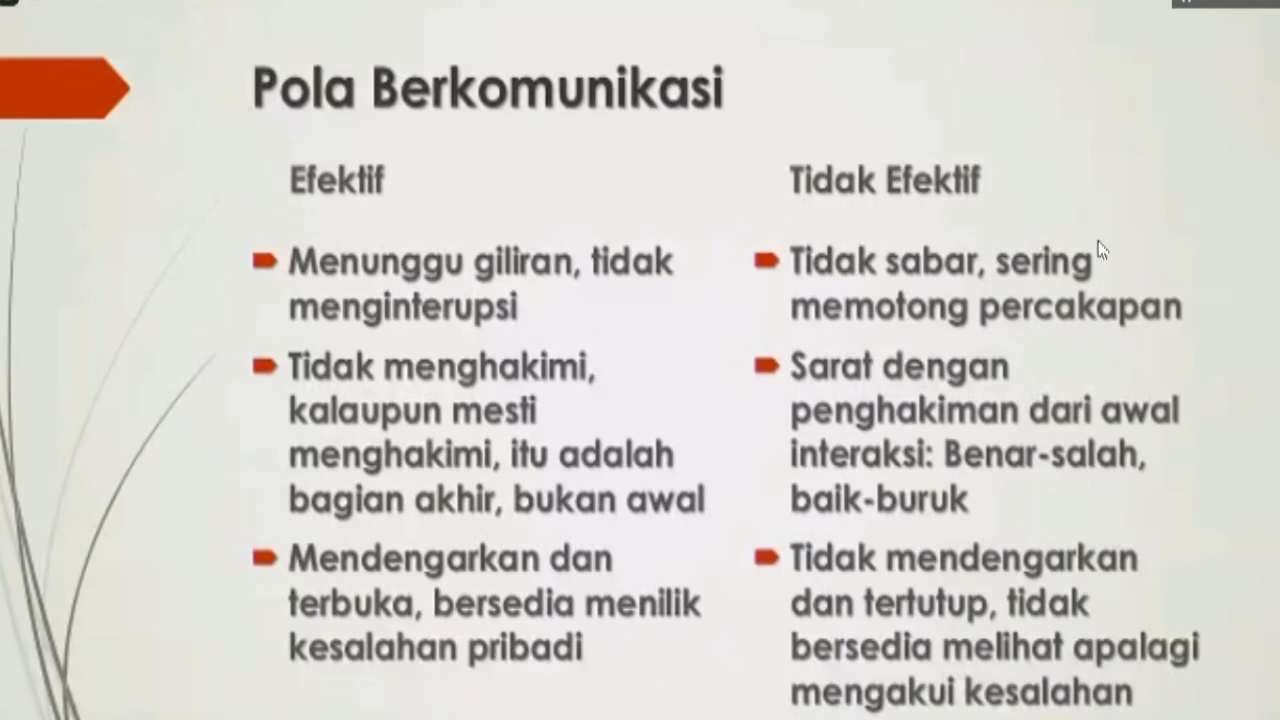 Pola Berkomunikasi
Efektif
Menunggu giliran, tidak
menginterupsi
Tidak menghakimi,
kalaupun mesti
menghakimi, itu adalah
bagian akhir, bukan awal
Mendengarkan dan
terbuka, bersedia menilik
kesalahan pribadi
Tidak Efektif
Tidak sabar, sering
memotong percakapan
Sarat dengan
penghakiman dari awal
interaksi: Benar-salah,
baik-buruk
Tidak mendengarkan
dan tertutup, tidak
bersedia melihat apalagi
mengakui kesalahan